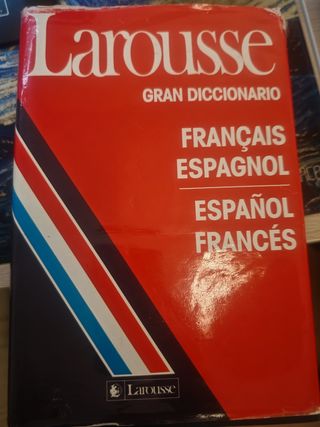 Larousse
GRAN DICCIONARIO
FRANÇAIS
ESPAGNOL
ESPAÑOL
FRANCÉS
LAROUSSE